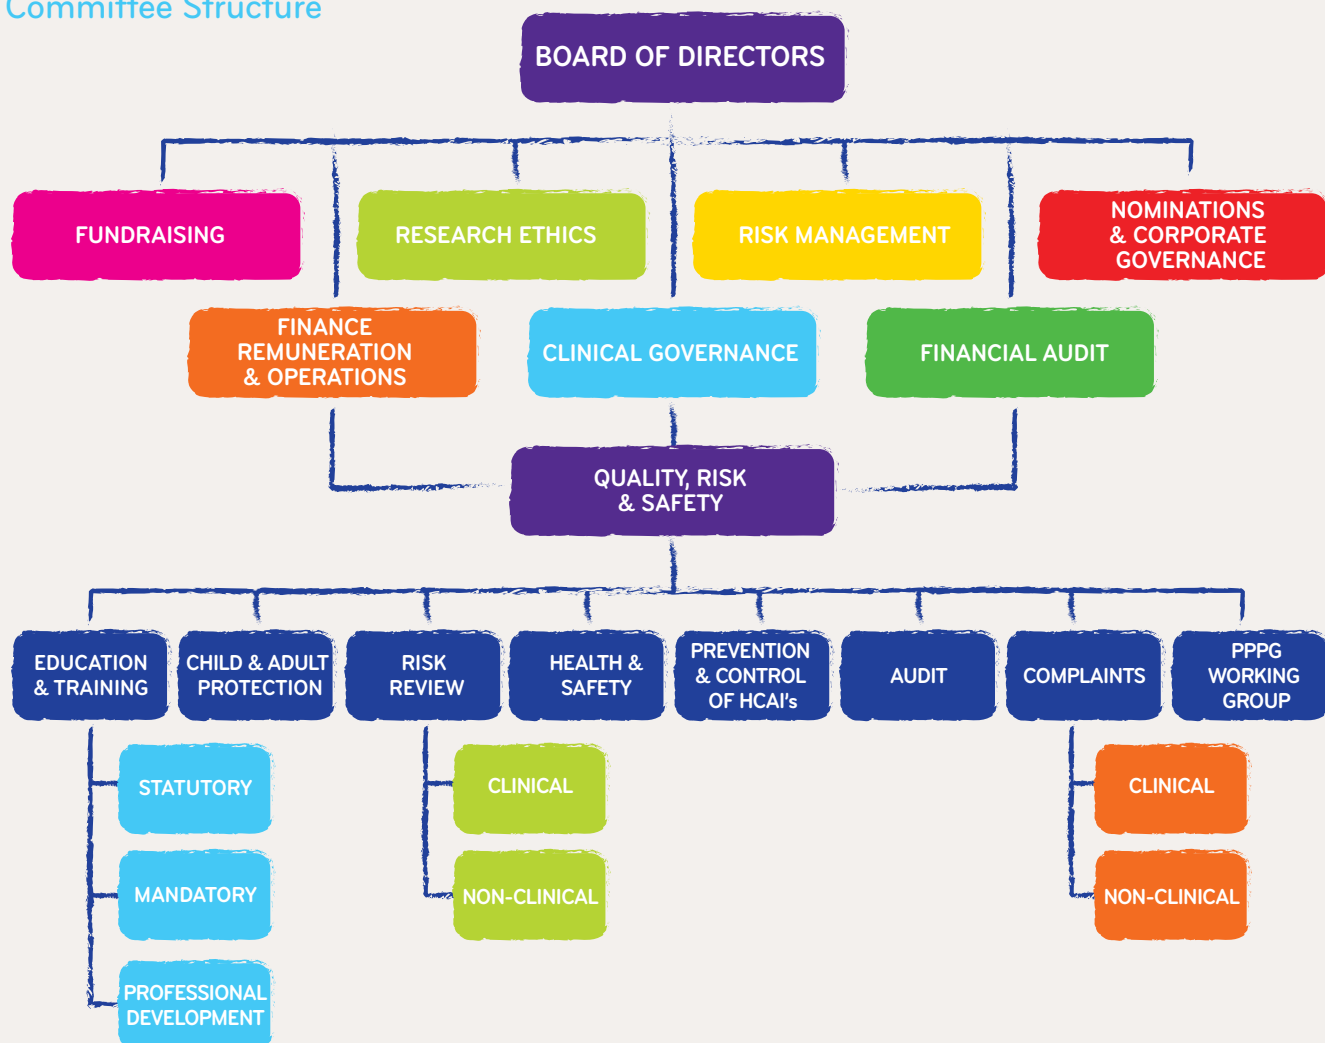 Committee Structure
BOARD OF DIRECTORS
FUNDRAISING
RESEARCH ETHICS
RISK MANAGEMENT
NOMINATIONS
& CORPORATE
GOVERNANCE
FINANCE
REMUNERATION
& OPERATIONS
CLINICAL GOVERNANCE
FINANCIAL AUDIT
QUALITY, RISK
& SAFETY
EDUCATION
& TRAINING
CHILD & ADULT
PROTECTION
RISK
REVIEW
HEALTH &
SAFETY
PREVENTION
& CONTROL
OF HCAI's
AUDIT
COMPLAINTS
PPPG
WORKING
GROUP
STATUTORY
MANDATORY
PROFESSIONAL
DEVELOPMENT
CLINICAL
NON-CLINICAL
CLINICAL
NON-CLINICAL